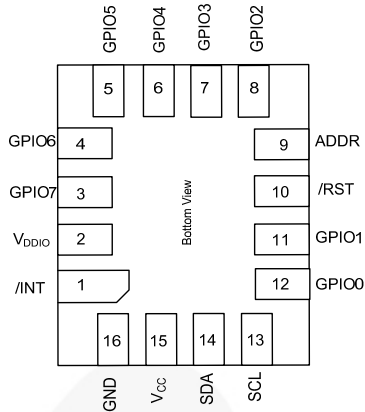 GPIO5
GPIO4
GPIO3
GPIO2
5
6
7
8
GPIO6
4
9
ADDR
GPIO7
3
10
/RST
VDDIO
2
Bottom View
11
GPIO1
/INT
1
12
GPIO0
16
15
14
13
GND
VCC
SDA
SCL